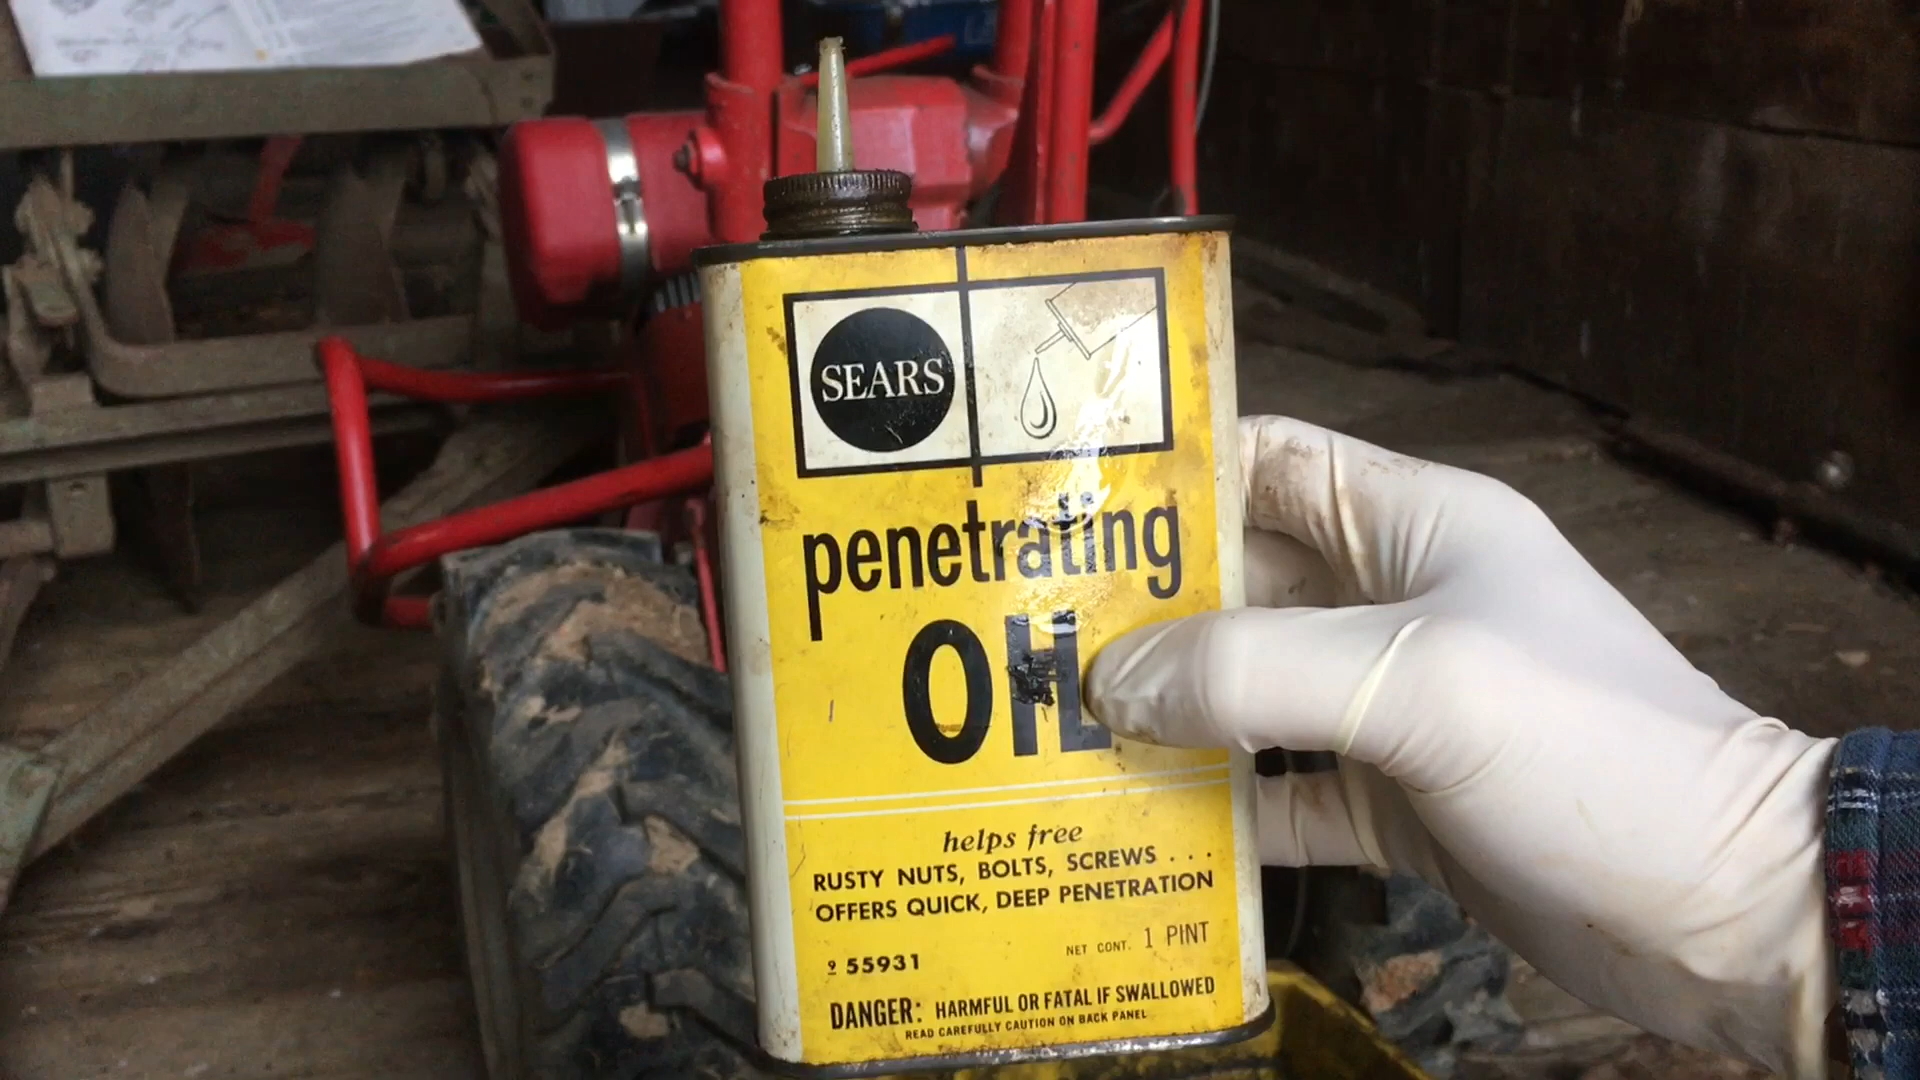 SEARS
penetrating
OIL
helps free
RUSTY NUTS, BOLTS, SCREWS . . .
OFFERS QUICK, DEEP PENETRATION
NET CONT. 1 PINT
9 55931
DANGER: HARMFUL OR FATAL IF SWALLOWED
READ CAREFULLY CAUTION ON BACK PANEL